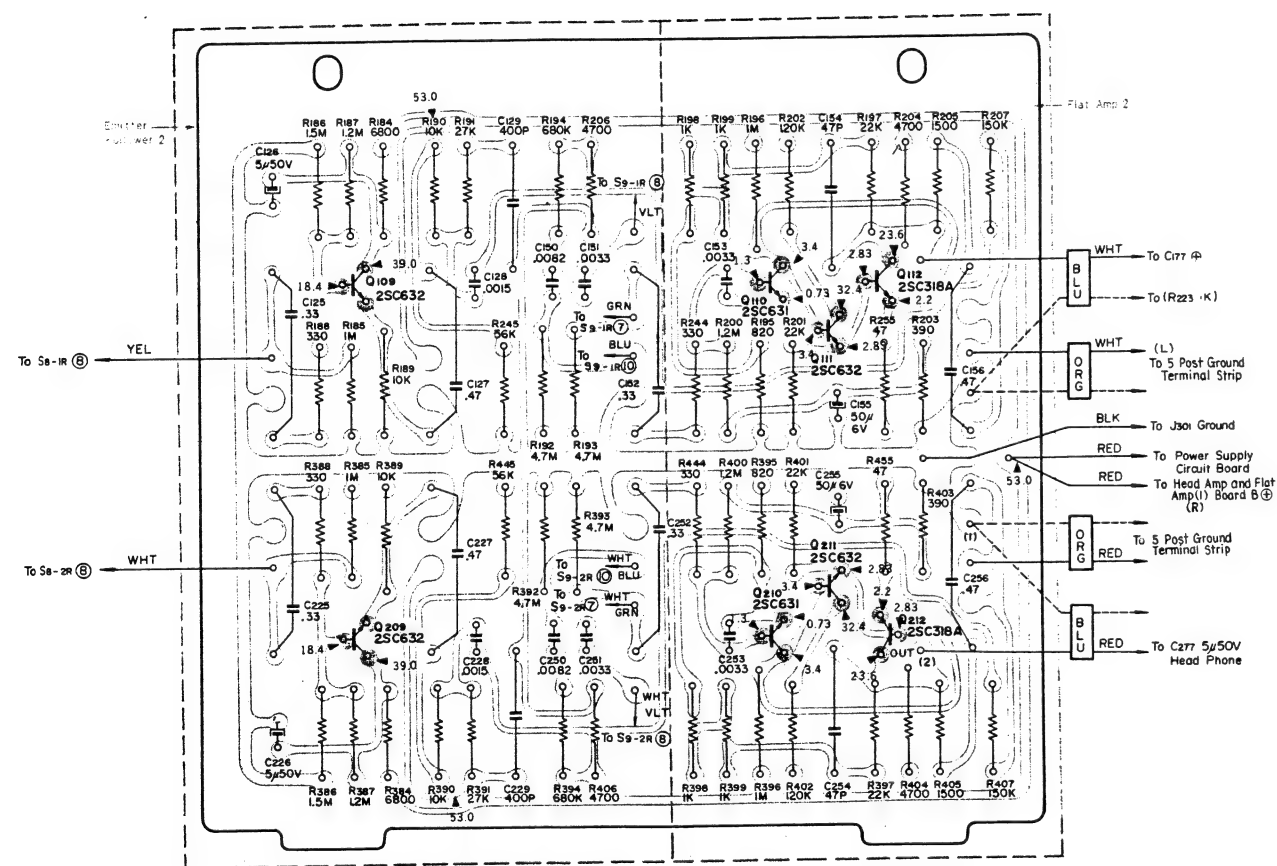 Emitter
Follower 2
Flat Amp 2
53.0
R186
1.5M
R187
1.2M
R184
6800
R190
10K
R191
27K
C129
400P
R194
680K
R206
4700
R198
1K
R199
1K
R196
1M
R202
120K
C154
47P
R197
22K
R204
4700
R205
1500
R207
150K
C126
5μ50V
To S9-1R ⑧
VLT
C150
.0082
C151
.0033
C153
.0033
3.4
2.83
23.6
WHT
To C177 ⊕
BLU
To (R223 1K)
39.0
18.4
Q109
2SC632
C128
.0015
1.3
0.73
32.4
Q112
2SC318A
2.2
Q110
2SC631
C125
.33
GRN
To
S9-1R ⑦
BLU
To
S9-1R ⑩
R188
330
R185
1M
R245
56K
R244
330
R200
1.2M
R195
820
R201
22K
R255
47
R203
390
3.4
2.83
Q111
2SC632
WHT
(L)
ORG
To 5 Post Ground
Terminal Strip
To S8-1R ⑧
YEL
R189
10K
C127
.47
C152
.33
C156
.47
C155
50μ
6V
BLK
To J301 Ground
R192
4.7M
R193
4.7M
RED
To Power Supply
Circuit Board
RED
To Head Amp and Flat
Amp(1) Board B⊕
(R)
53.0
R388
330
R385
1M
R389
10K
R445
56K
R444
330
R400
1.2M
R395
820
R401
22K
C255
50μ6V
R455
47
R403
390
R393
4.7M
C227
.47
C252
.33
(1)
ORG
To 5 Post Ground
Terminal Strip
RED
To S8-2R ⑧
WHT
WHT
To
S9-2R ⑩ BLU
To
S9-2R ⑦
WHT
GRN
R392
4.7M
Q211
2SC632
2.83
3.4
2.2
2.83
C256
.47
C225
.33
Q210
2SC631
1.3
0.73
32.4
Q212
2SC318A
Q209
2SC632
18.4
39.0
C228
.0015
C250
.0082
C251
.0033
C253
.0033
3.4
23.6
OUT
(2)
BLU
RED
To C277 5μ50V
Head Phone
WHT
VLT
To S9-2R ⑧
C226
5μ50V
R386
1.5M
R387
1.2M
R384
6800
R390
10K
R391
27K
C229
400P
R394
680K
R406
4700
R398
1K
R399
1K
R396
1M
R402
120K
C254
47P
R397
22K
R404
4700
R405
1500
R407
150K
53.0